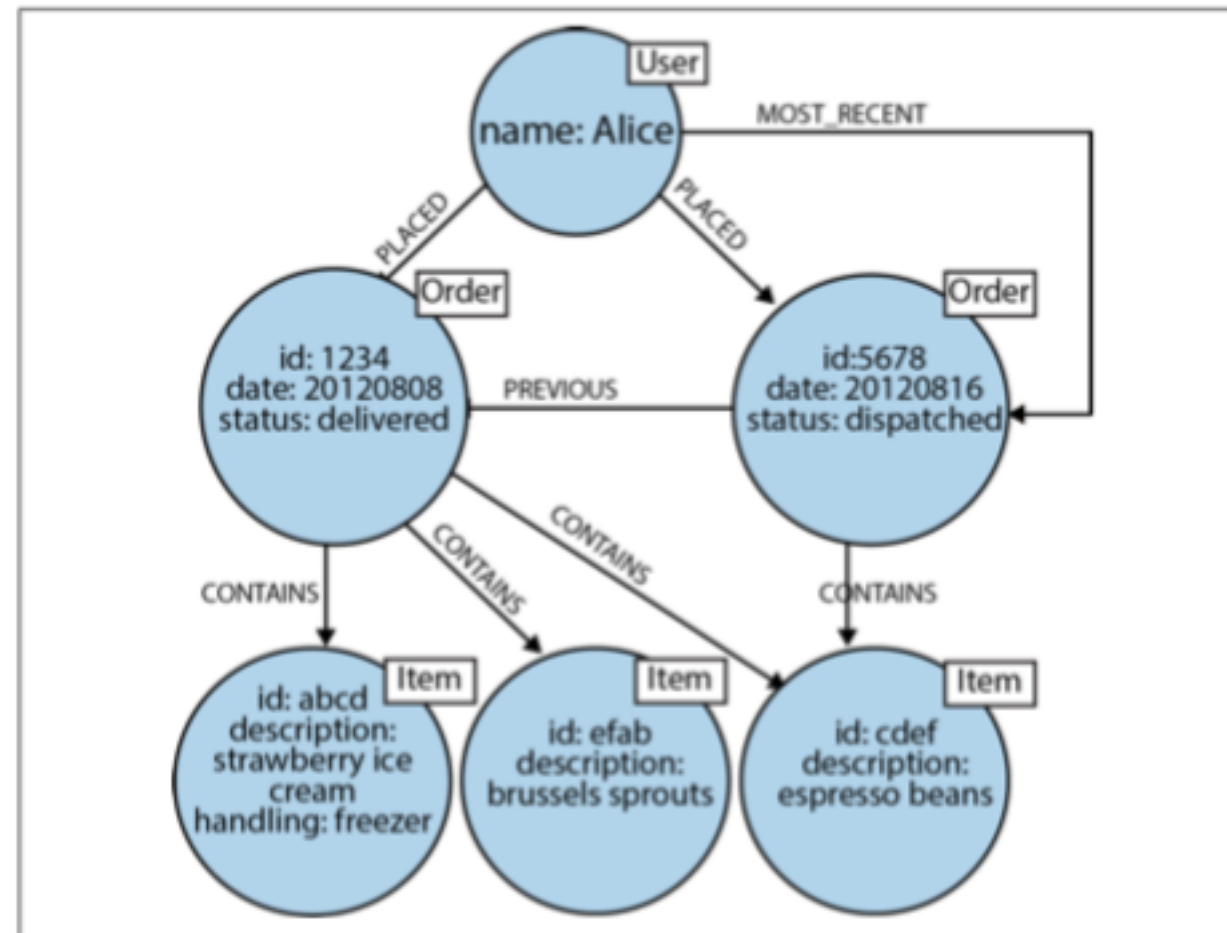 User
name: Alice
MOST_RECENT
PLACED
PLACED
Order
id: 1234
date: 20120808
status: delivered
PREVIOUS
Order
id:5678
date: 20120816
status: dispatched
CONTAINS
CONTAINS
CONTAINS
CONTAINS
Item
id: abcd
description:
strawberry ice
cream
handling: freezer
Item
id: efab
description:
brussels sprouts
Item
id: cdef
description:
espresso beans